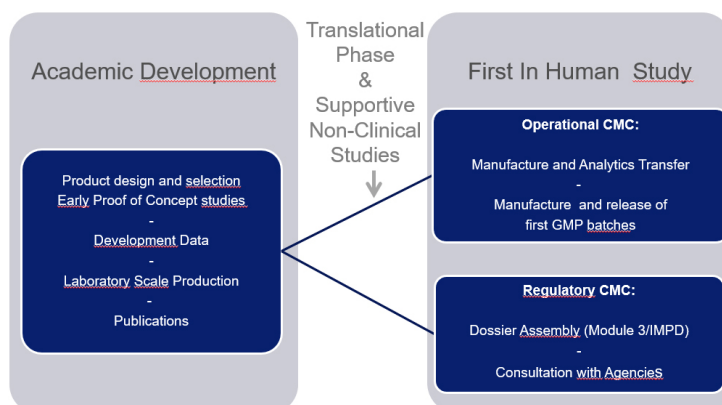 Academic Development
Product design and selection
Early Proof of Concept studies
-
Development Data
-
Laboratory Scale Production
-
Publications
Translational
Phase
&
Supportive
Non-Clinical
Studies
First In Human Study
Operational CMC:
Manufacture and Analytics Transfer
-
Manufacture and release of
first GMP batches
Regulatory CMC:
Dossier Assembly (Module 3/IMPD)
-
Consultation with AgencieS